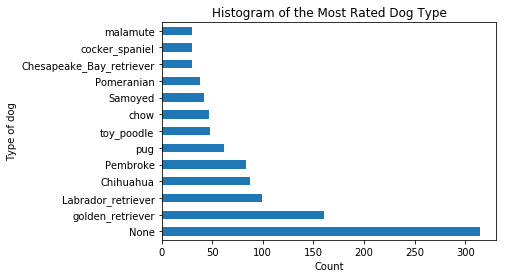 Histogram of the Most Rated Dog Type
Type of dog
malamute
cocker_spaniel
Chesapeake_Bay_retriever
Pomeranian
Samoyed
chow
toy_poodle
pug
Pembroke
Chihuahua
Labrador_retriever
golden_retriever
None
0 50 100 150 200 250 300
Count